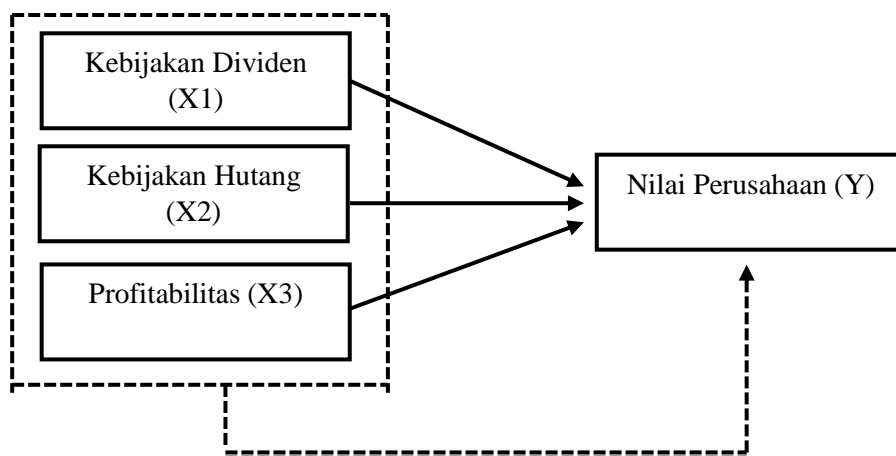 Kebijakan Dividen
(X1)
Kebijakan Hutang
(X2)
Profitabilitas (X3)
Nilai Perusahaan (Y)